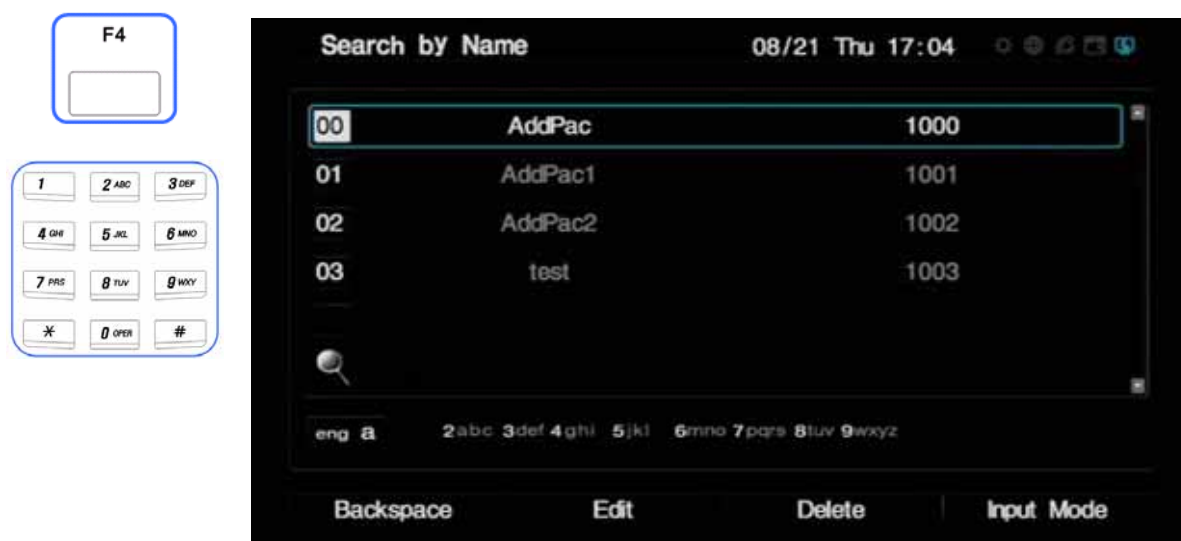 F4
1 2 ABC 3 DEF
4 GHI 5 JKL 6 MNO
7 PRS 8 TUV 9 WXY
* 0 OPER #
Search by Name 08/21 Thu 17:04
00 AddPac 1000
01 AddPac1 1001
02 AddPac2 1002
03 test 1003
eng a 2abc 3def 4ghi 5jkl 6mno 7pqrs 8tuv 9wxyz
Backspace Edit Delete Input Mode